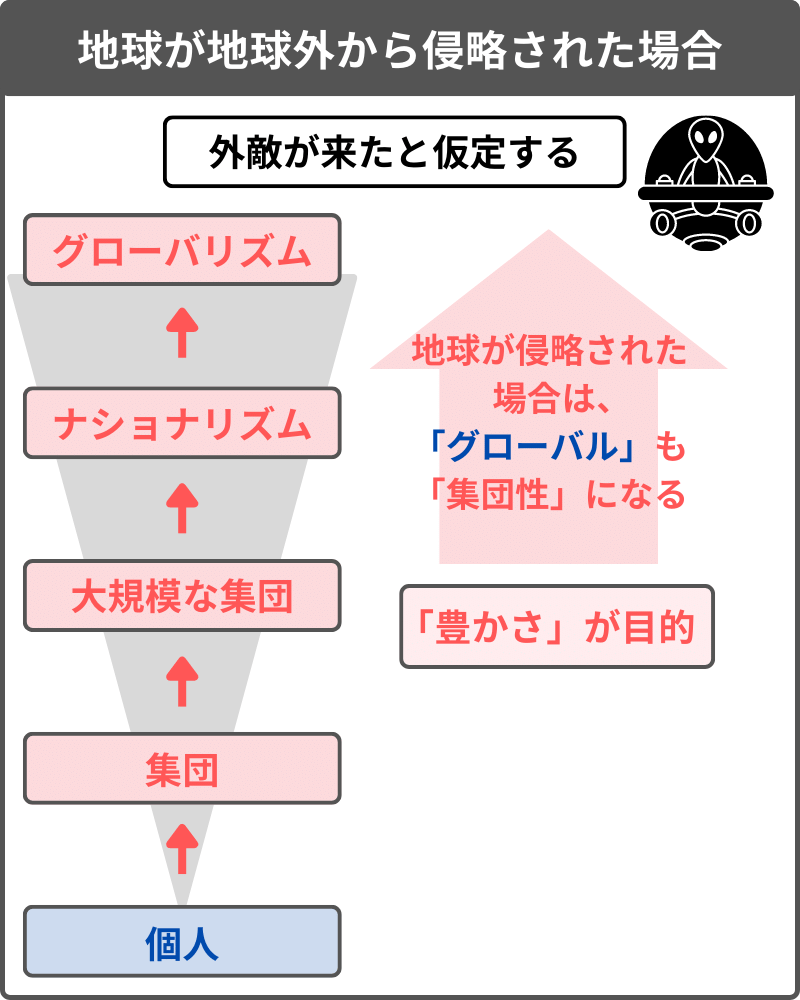 地球が地球外から侵略された場合
外敵が来たと仮定する
グローバリズム
ナショナリズム
大規模な集団
集団
個人
地球が侵略された
場合は、
「グローバル」も
「集団性」になる
「豊かさ」が目的